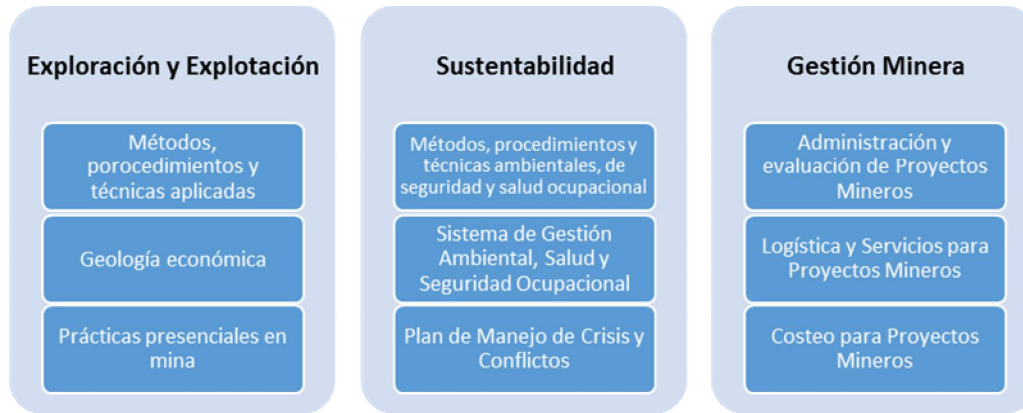 Exploración y Explotación
Métodos,
porocedimientos y
técnicas aplicadas
Geología económica
Prácticas presenciales en
mina
Sustentabilidad
Métodos, procedimientos y
técnicas ambientales, de
seguridad y salud ocupacional
Sistema de Gestión
Ambiental, Salud y
Seguridad Ocupacional
Plan de Manejo de Crisis y
Conflictos
Gestión Minera
Administración y
evaluación de Proyectos
Mineros
Logística y Servicios para
Proyectos Mineros
Costeo para Proyectos
Mineros